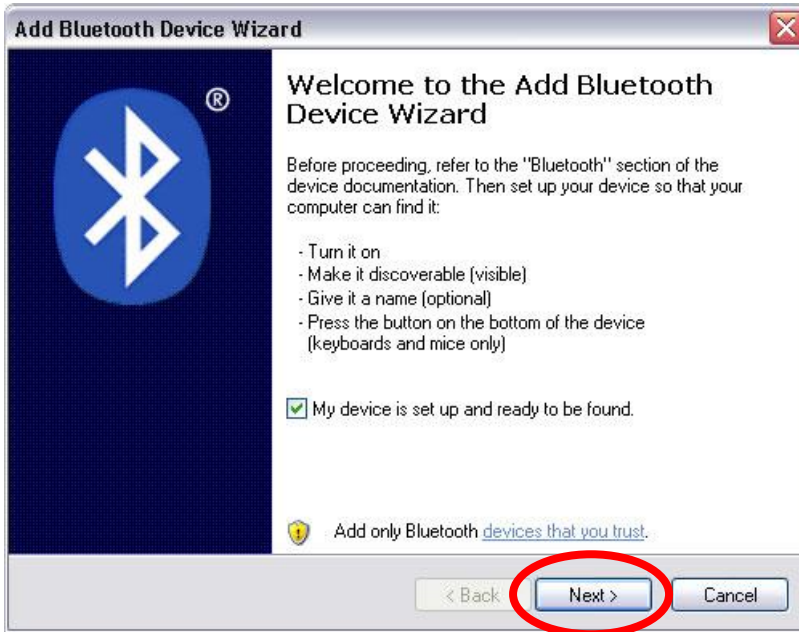 Add Bluetooth Device Wizard
®
Welcome to the Add Bluetooth
Device Wizard
Before proceeding, refer to the "Bluetooth" section of the
device documentation. Then set up your device so that your
computer can find it:
- Turn it on
- Make it discoverable (visible)
- Give it a name (optional)
- Press the button on the bottom of the device
(keyboards and mice only)
My device is set up and ready to be found.
Add only Bluetooth devices that you trust.
< Back Next > Cancel